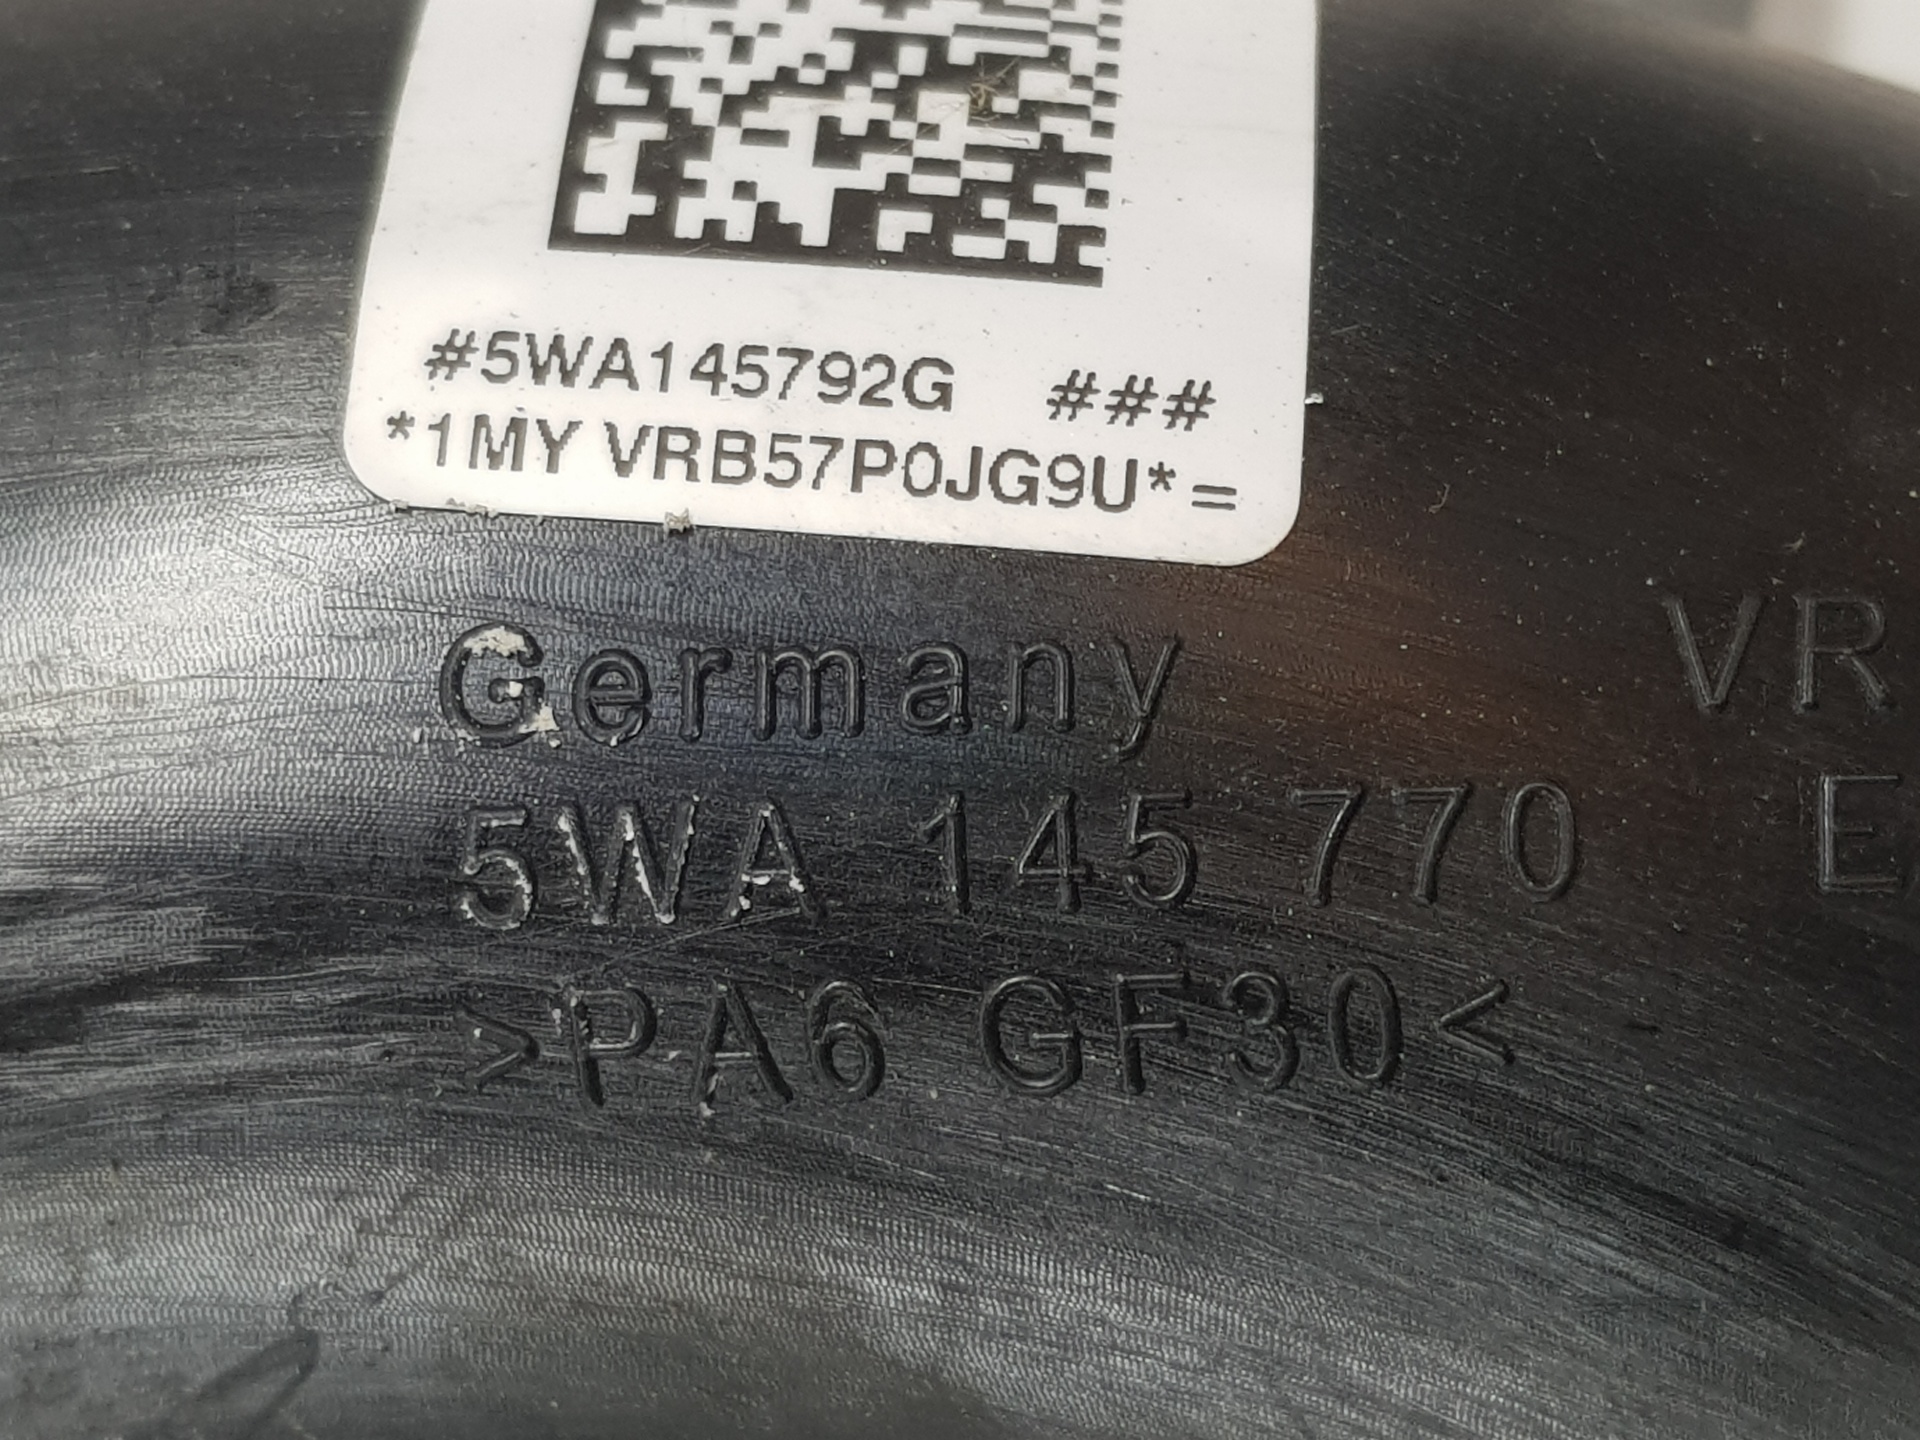 #5WA145792G ###
*1MY VRB57P0JG9U*=
Germany VR
5WA 145 770
>PA6 GF30<